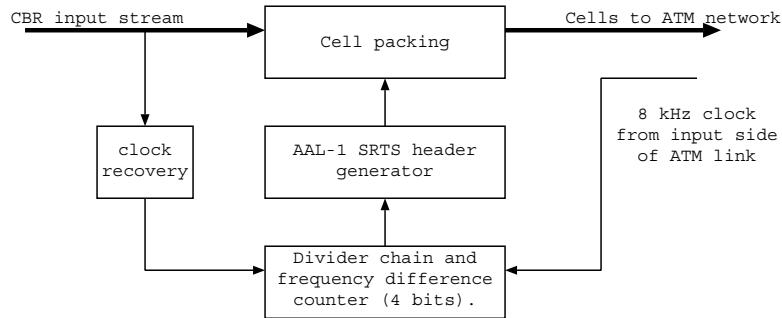 CBR input stream
Cells to ATM network
Cell packing
8 kHz clock
from input side
of ATM link
clock
recovery
AAL-1 SRTS header
generator
Divider chain and
frequency difference
counter (4 bits).